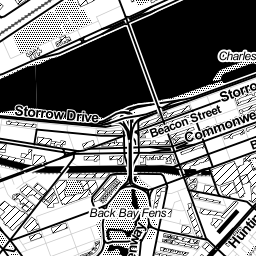 Charles
Storrow Drive
Storro
Beacon Street
Commonwe
B
Back Bay Fens
Huntin